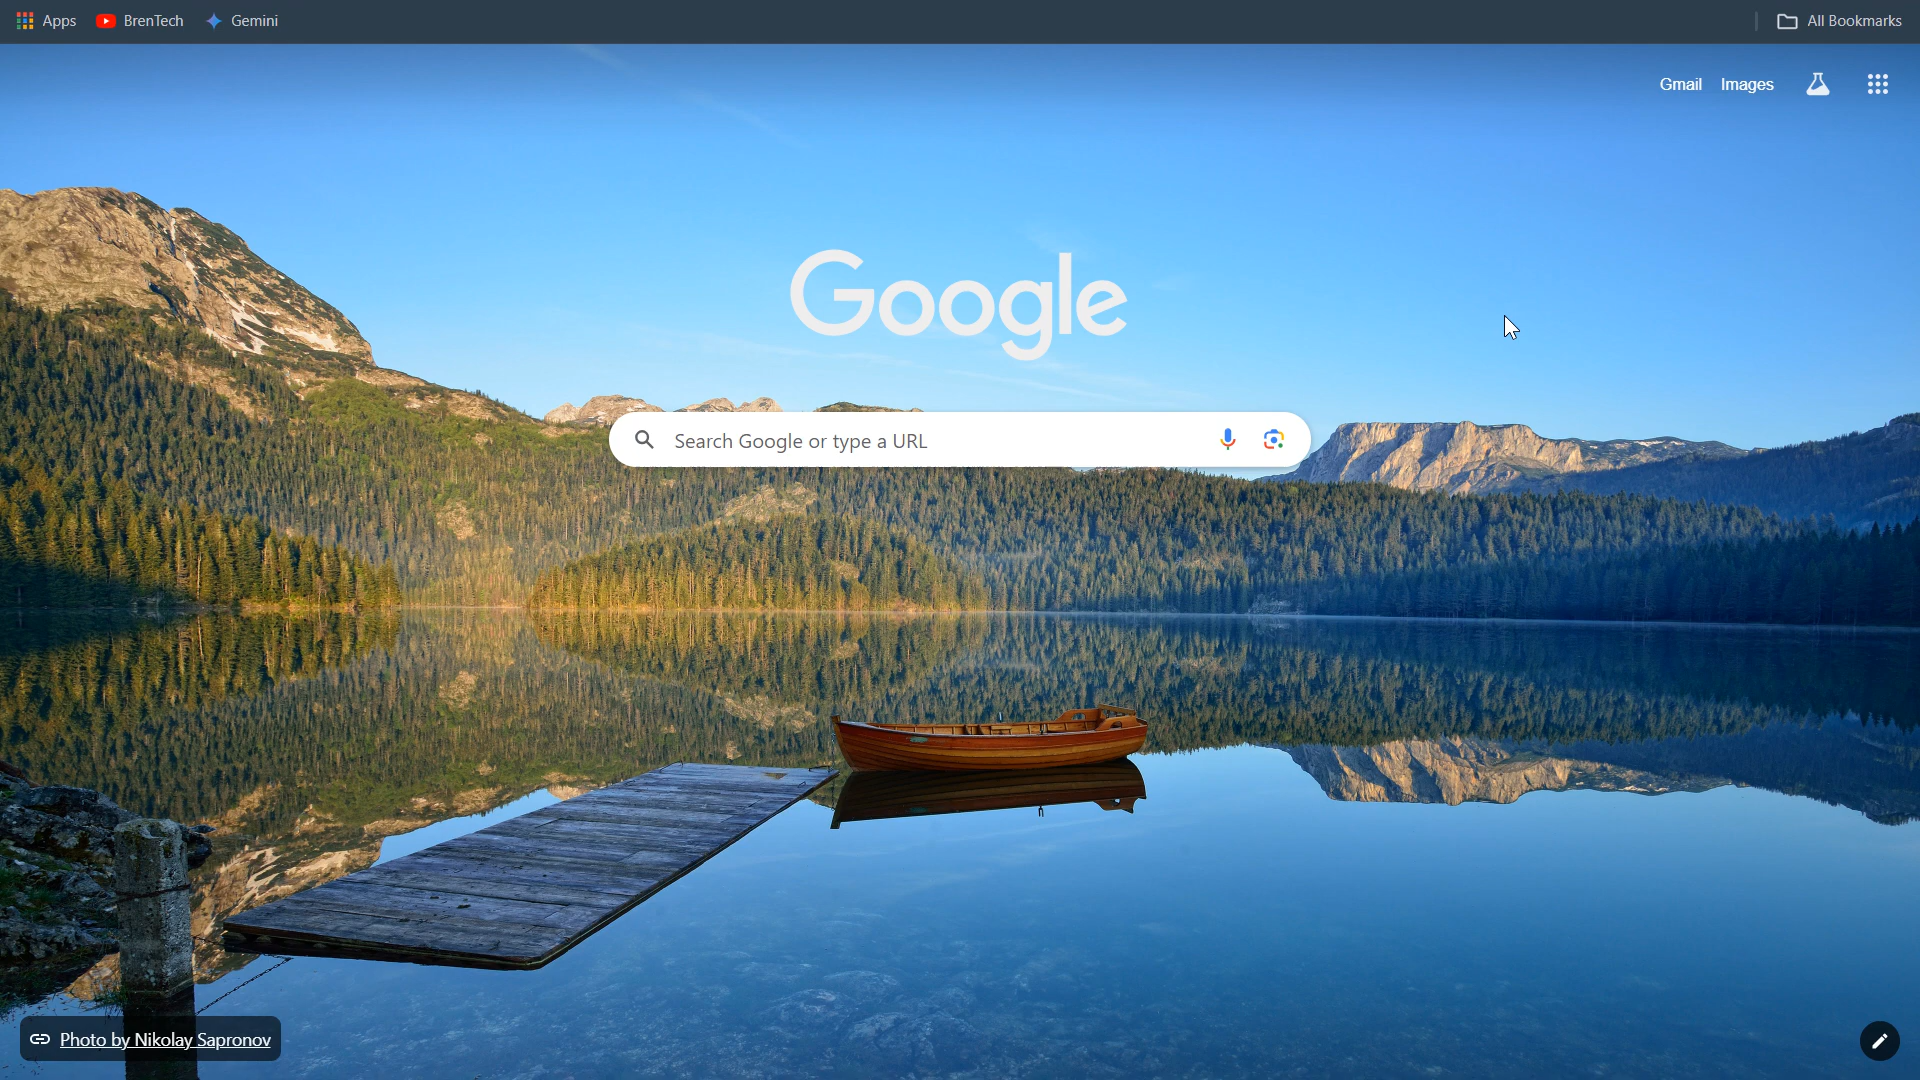 Apps BrenTech Gemini All Bookmarks
Gmail Images
Google
Search Google or type a URL
Photo by Nikolay Sapronov